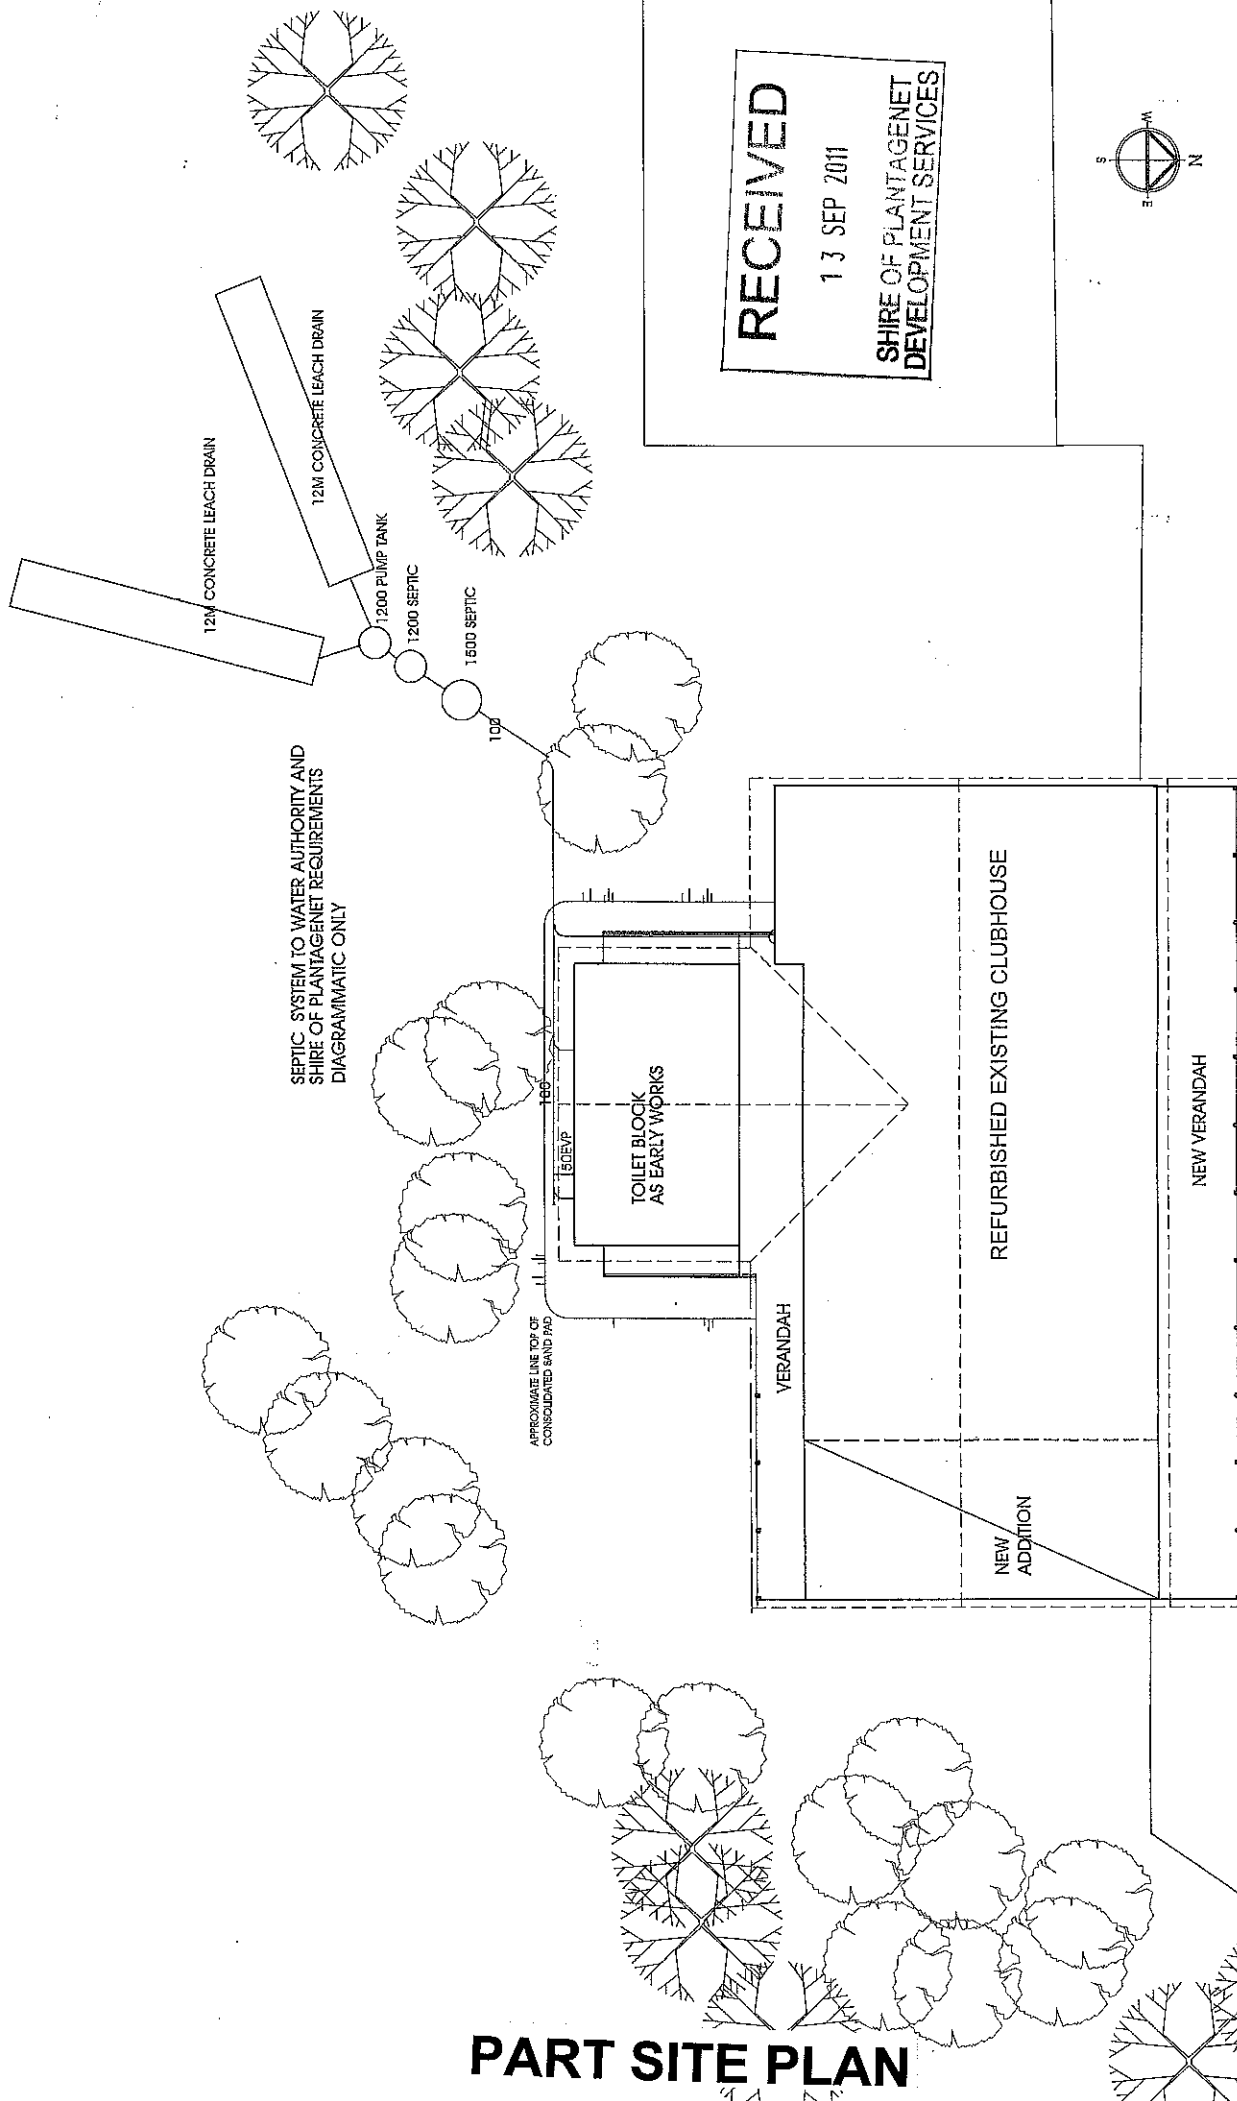 RECEIVED
13 SEP 2011
SHIRE OF PLANTAGENET
DEVELOPMENT SERVICES
S
W
E
N
12M CONCRETE LEACH DRAIN
12M CONCRETE LEACH DRAIN
1200 PUMP TANK
1200 SEPTIC
1500 SEPTIC
100
SEPTIC SYSTEM TO WATER AUTHORITY AND
SHIRE OF PLANTAGENET REQUIREMENTS
DIAGRAMMATIC ONLY
100
TOILET BLOCK
AS EARLY WORKS
APPROXIMATE LINE TOP OF
CONSOLIDATED SAND PAD
VERANDAH
REFURBISHED EXISTING CLUBHOUSE
NEW VERANDAH
NEW
ADDITION
PART SITE PLAN